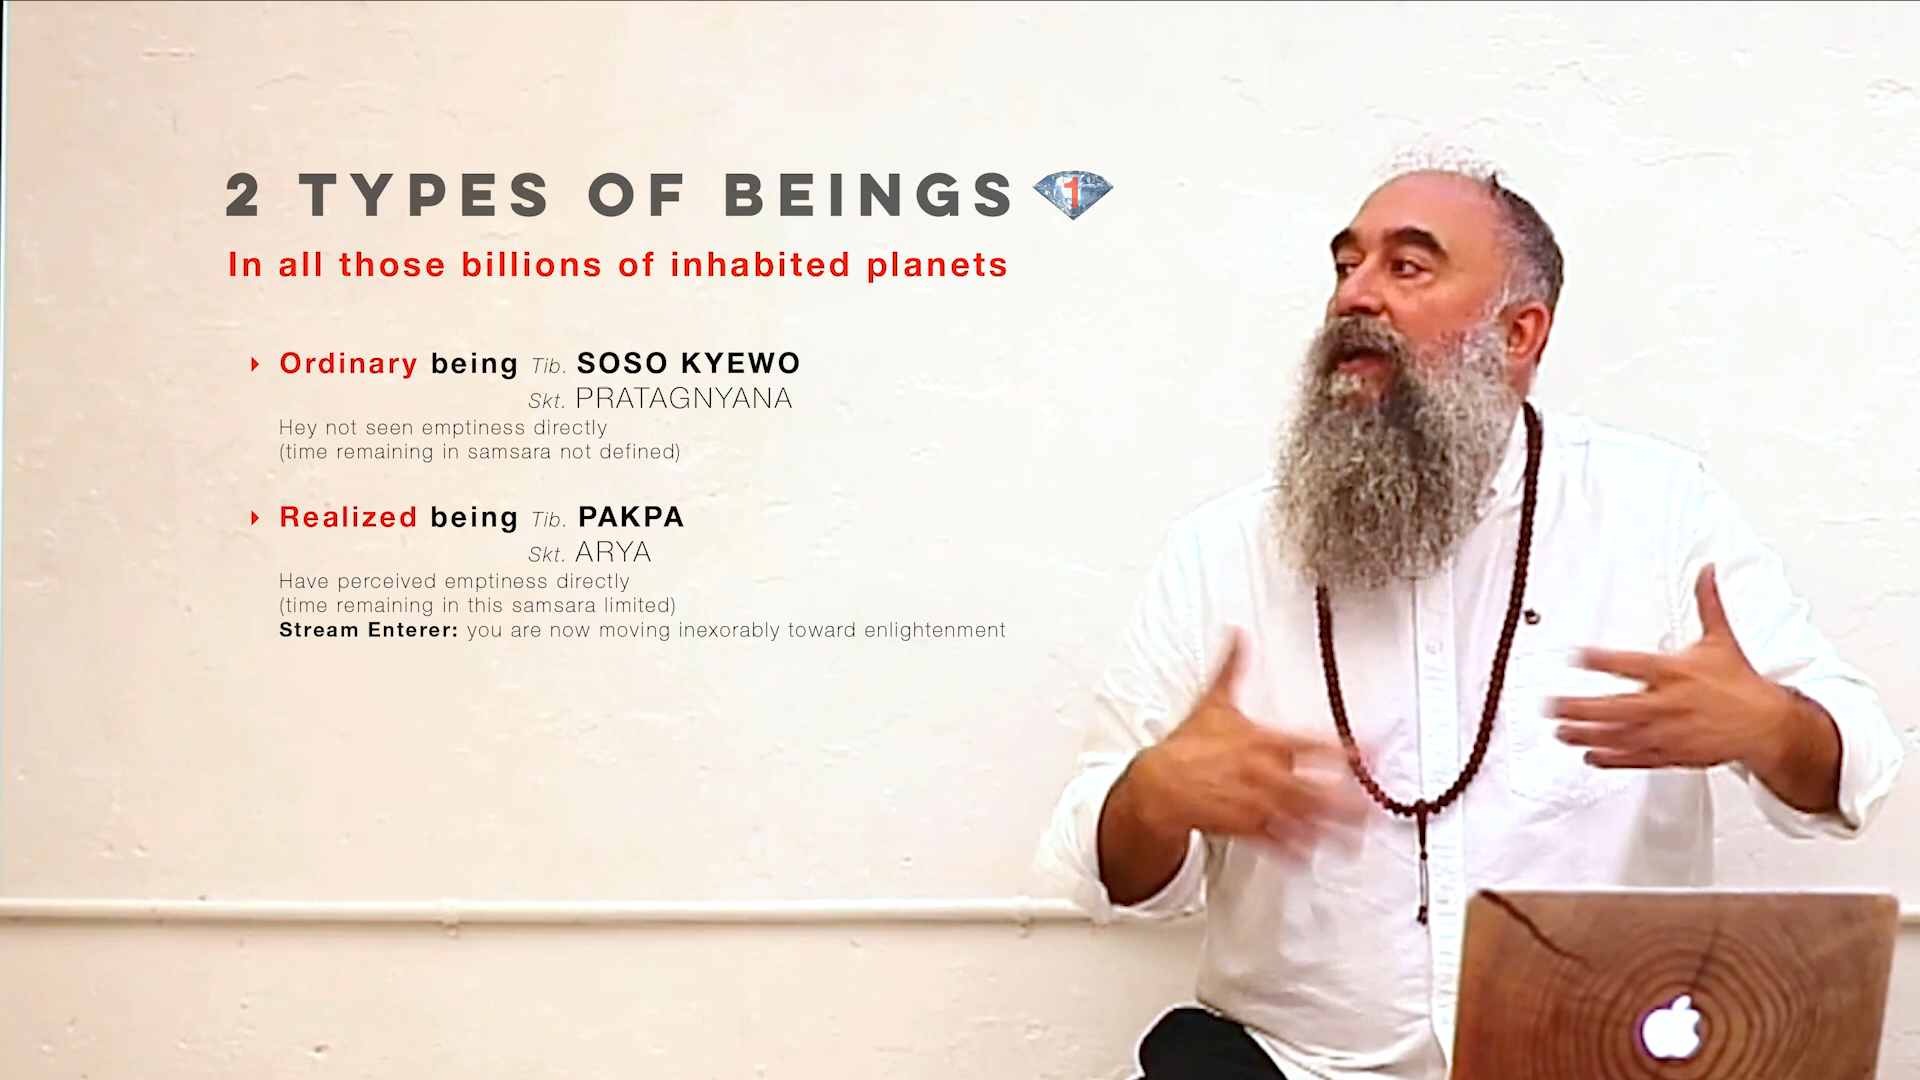 2 TYPES OF BEINGS 1
In all those billions of inhabited planets
Ordinary being Tib. SOSO KYEWO
Skt. PRATAGNYANA
Hey not seen emptiness directly
(time remaining in samsara not defined)
Realized being Tib. PAKPA
Skt. ARYA
Have perceived emptiness directly
(time remaining in this samsara limited)
Stream Enterer: you are now moving inexorably toward enlightenment